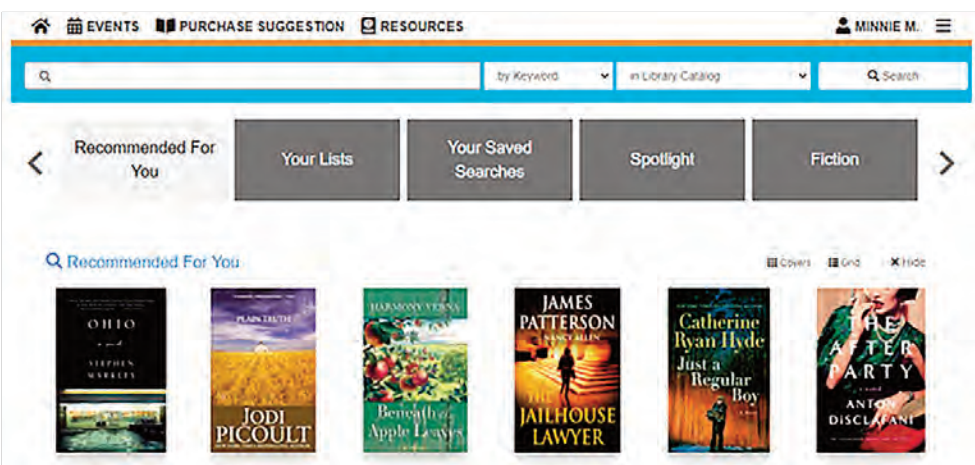 EVENTS PURCHASE SUGGESTION RESOURCES MINNIE M.
by Keyword in Library Catalog Search
Recommended For
You
Your Lists
Your Saved
Searches
Spotlight
Fiction
Recommended For You
Covers Grid Hide
OHIO
a novel
STEPHEN
MARKLEY
PLAIN TRUTH
JODI
PICOULT
HARMONY VERNA
Beneath the
Apple Leaves
JAMES
PATTERSON
NANCY ALLEN
THE
JAILHOUSE
LAWYER
Catherine
Ryan Hyde
Just a
Regular
Boy
THE
AFTER
PARTY
a novel
ANTON
DISCLAFANI